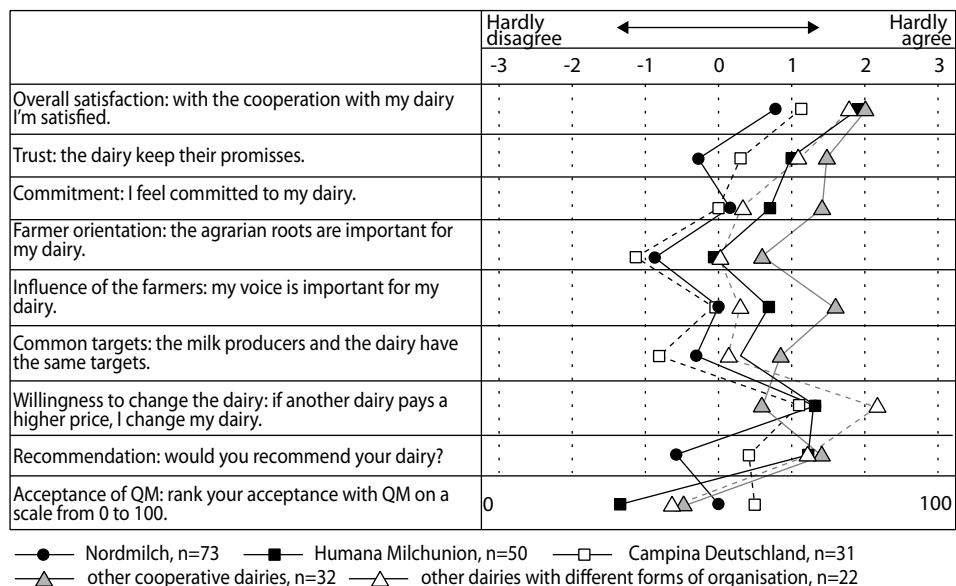 Hardly disagree Hardly agree
-3 -2 -1 0 1 2 3
Overall satisfaction: with the cooperation with my dairy
I'm satisfied.
Trust: the dairy keep their promisses.
Commitment: I feel committed to my dairy.
Farmer orientation: the agrarian roots are important for
my dairy.
Influence of the farmers: my voice is important for my
dairy.
Common targets: the milk producers and the dairy have
the same targets.
Willingness to change the dairy: if another dairy pays a
higher price, I change my dairy.
Recommendation: would you recommend your dairy?
Acceptance of QM: rank your acceptance with QM on a
scale from 0 to 100.
0 100
Nordmilch, n=73 Humana Milchunion, n=50 Campina Deutschland, n=31
other cooperative dairies, n=32 other dairies with different forms of organisation, n=22